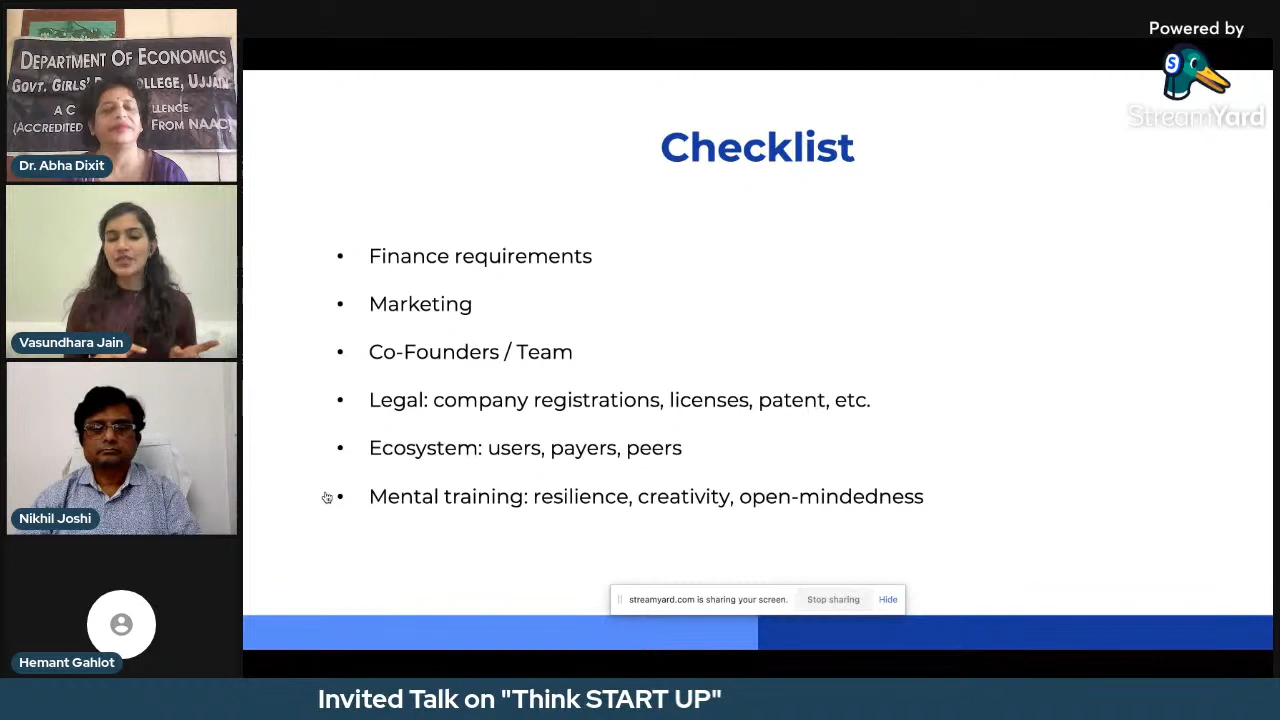 DEPARTMENT OF ECONOMICS
GOVT. GIRLS' COLLEGE, UJJAIN
A C LLENCE
(ACCREDITED FROM NAAC)
Dr. Abha Dixit
Vasundhara Jain
Nikhil Joshi
Hemant Gahlot
Powered by
S
StreamYard
Checklist
• Finance requirements
• Marketing
• Co-Founders / Team
• Legal: company registrations, licenses, patent, etc.
• Ecosystem: users, payers, peers
• Mental training: resilience, creativity, open-mindedness
streamyard.com is sharing your screen. Stop sharing Hide
Invited Talk on "Think START UP"